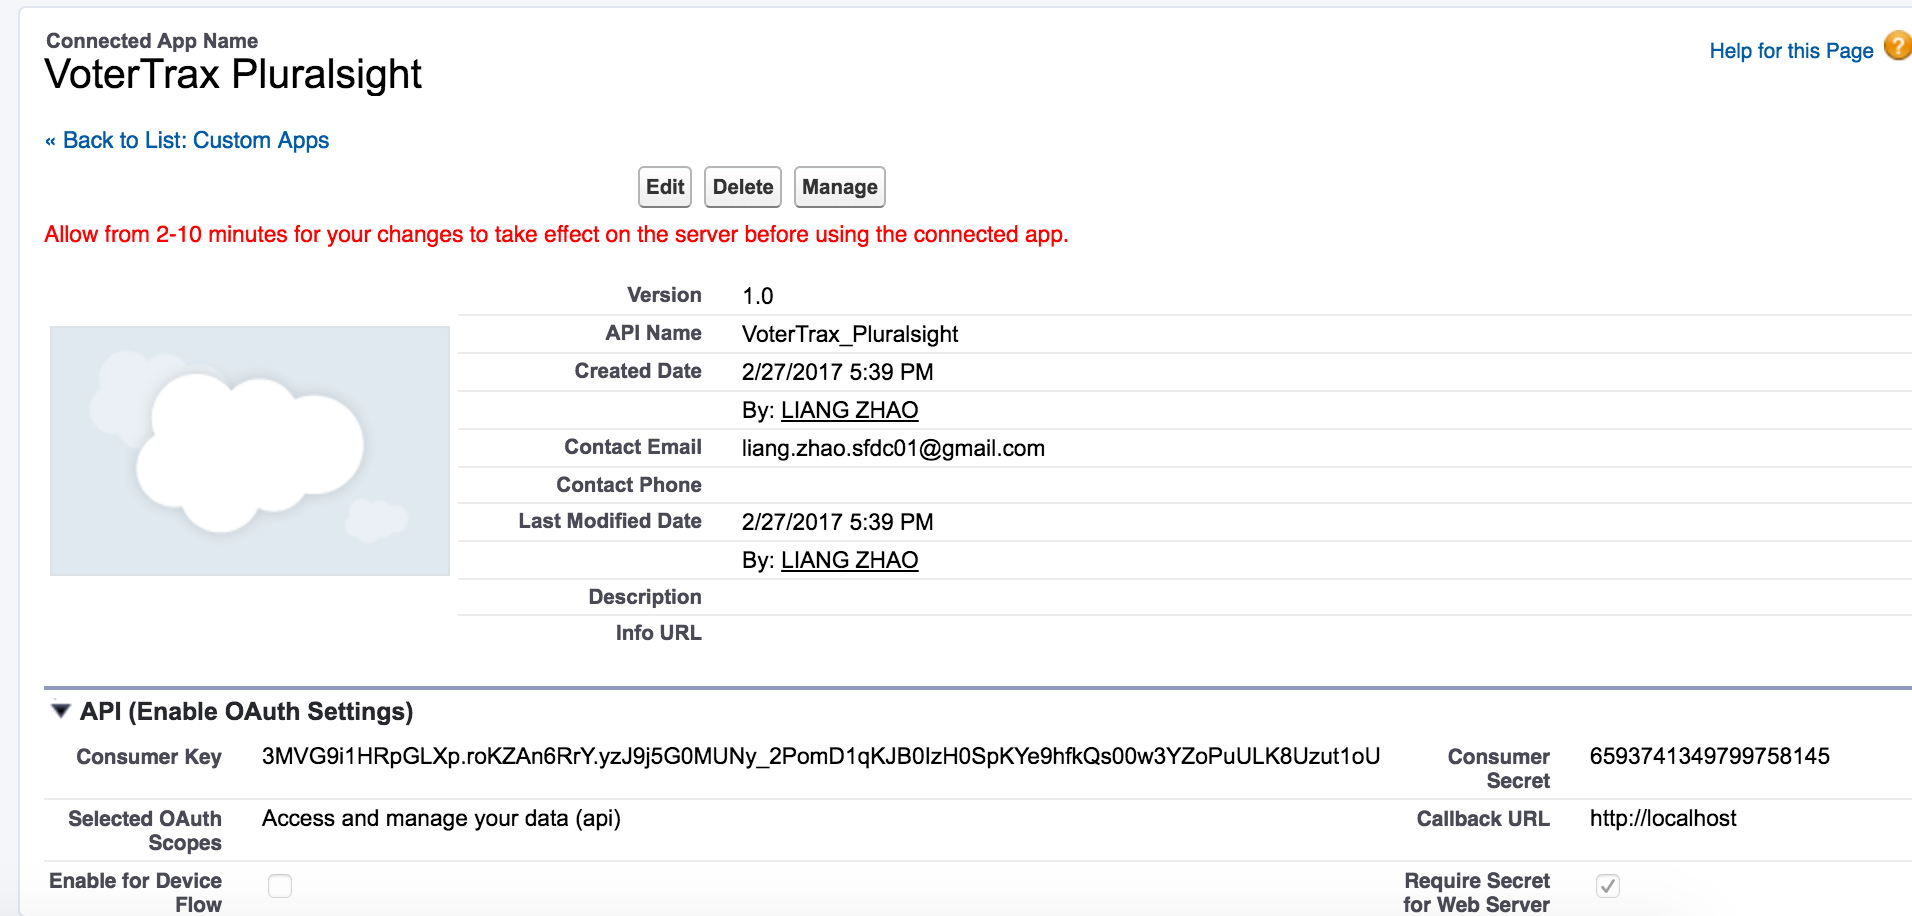 Connected App Name
VoterTrax Pluralsight
Help for this Page ?
« Back to List: Custom Apps
Edit Delete Manage
Allow from 2-10 minutes for your changes to take effect on the server before using the connected app.
Version 1.0
API Name VoterTrax_Pluralsight
Created Date 2/27/2017 5:39 PM
By: LIANG ZHAO
Contact Email liang.zhao.sfdc01@gmail.com
Contact Phone
Last Modified Date 2/27/2017 5:39 PM
By: LIANG ZHAO
Description
Info URL
API (Enable OAuth Settings)
Consumer Key 3MVG9i1HRpGLXp.roKZAn6RrY.yzJ9j5G0MUNy_2PomD1qKJB0IzH0SpKYe9hfkQs00w3YZoPuULK8Uzut1oU Consumer
Secret 6593741349799758145
Selected OAuth
Scopes Access and manage your data (api) Callback URL http://localhost
Enable for Device
Flow
Require Secret
for Web Server